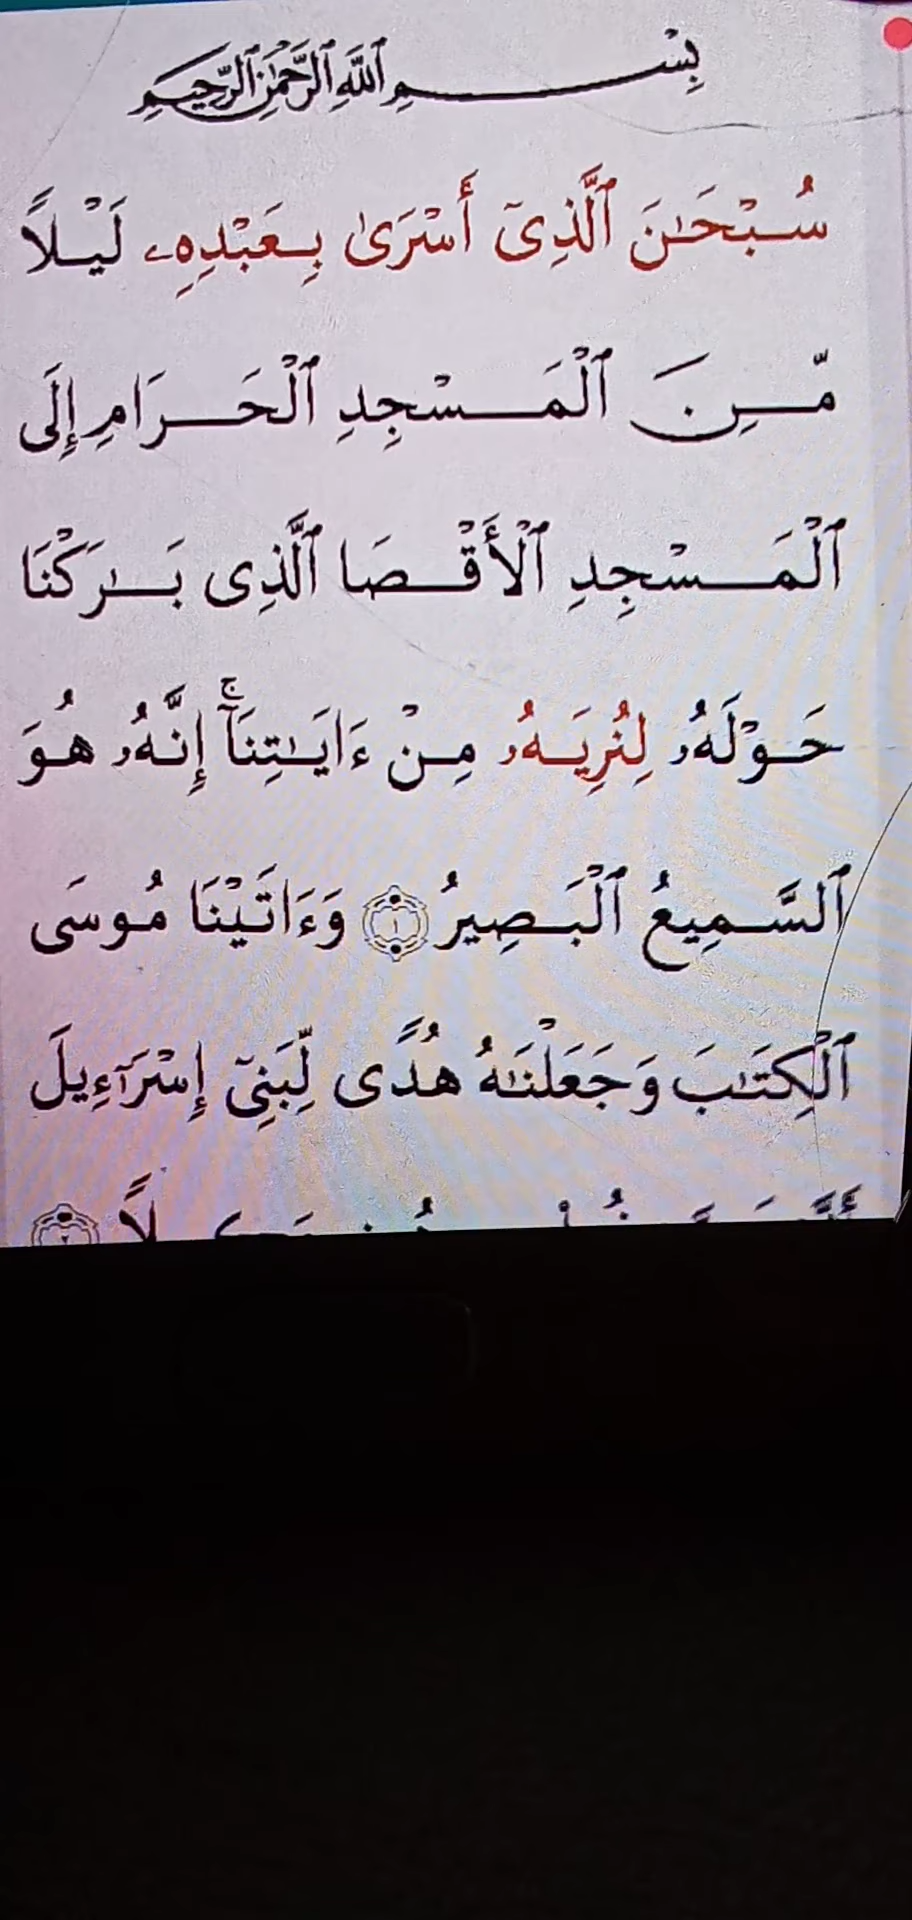 بِسْمِ ٱللَّهِ ٱلرَّحْمَٰنِ ٱلرَّحِيمِ
سُبْحَٰنَ ٱلَّذِىٓ أَسْرَىٰ بِعَبْدِهِۦ لَيْلًا
مِّنَ ٱلْمَسْجِدِ ٱلْحَرَامِ إِلَى
ٱلْمَسْجِدِ ٱلْأَقْصَا ٱلَّذِى بَٰرَكْنَا
حَوْلَهُۥ لِنُرِيَهُۥ مِنْ ءَايَٰتِنَآ ۚ إِنَّهُۥ هُوَ
ٱلسَّمِيعُ ٱلْبَصِيرُ ١ وَءَاتَيْنَا مُوسَى
ٱلْكِتَٰبَ وَجَعَلْنَٰهُ هُدًى لِّبَنِىٓ إِسْرَٰٓءِيلَ